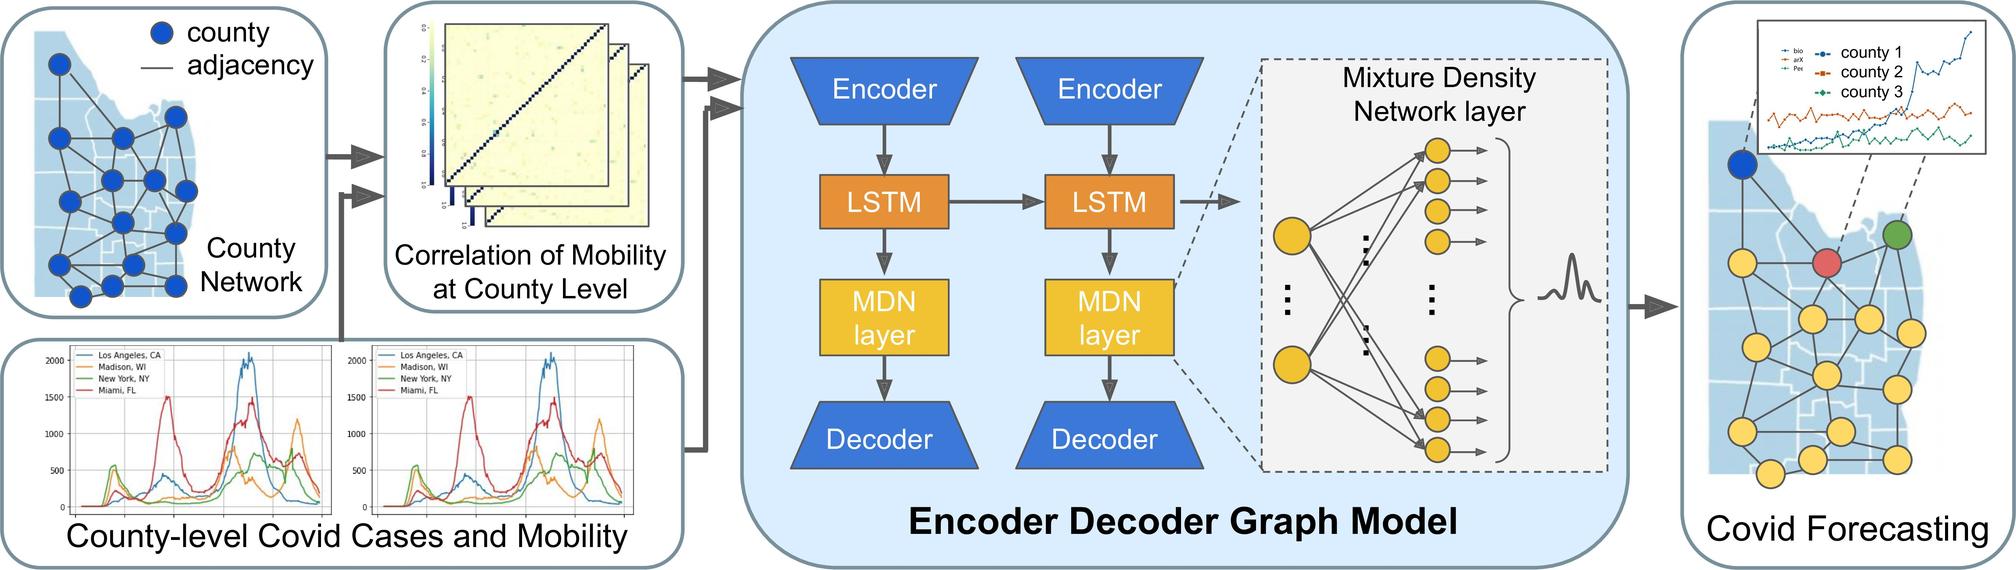 county
adjacency
County
Network
Correlation of Mobility
at County Level
2000
1500
1000
500
0
Los Angeles, CA
Madison, WI
New York, NY
Miami, FL
2000
1500
1000
500
0
Los Angeles, CA
Madison, WI
New York, NY
Miami, FL
County-level Covid Cases and Mobility
Encoder
Encoder
LSTM
LSTM
MDN
layer
MDN
layer
Decoder
Decoder
Mixture Density
Network layer
Encoder Decoder Graph Model
bio
county 1
arX
county 2
county 3
Covid Forecasting